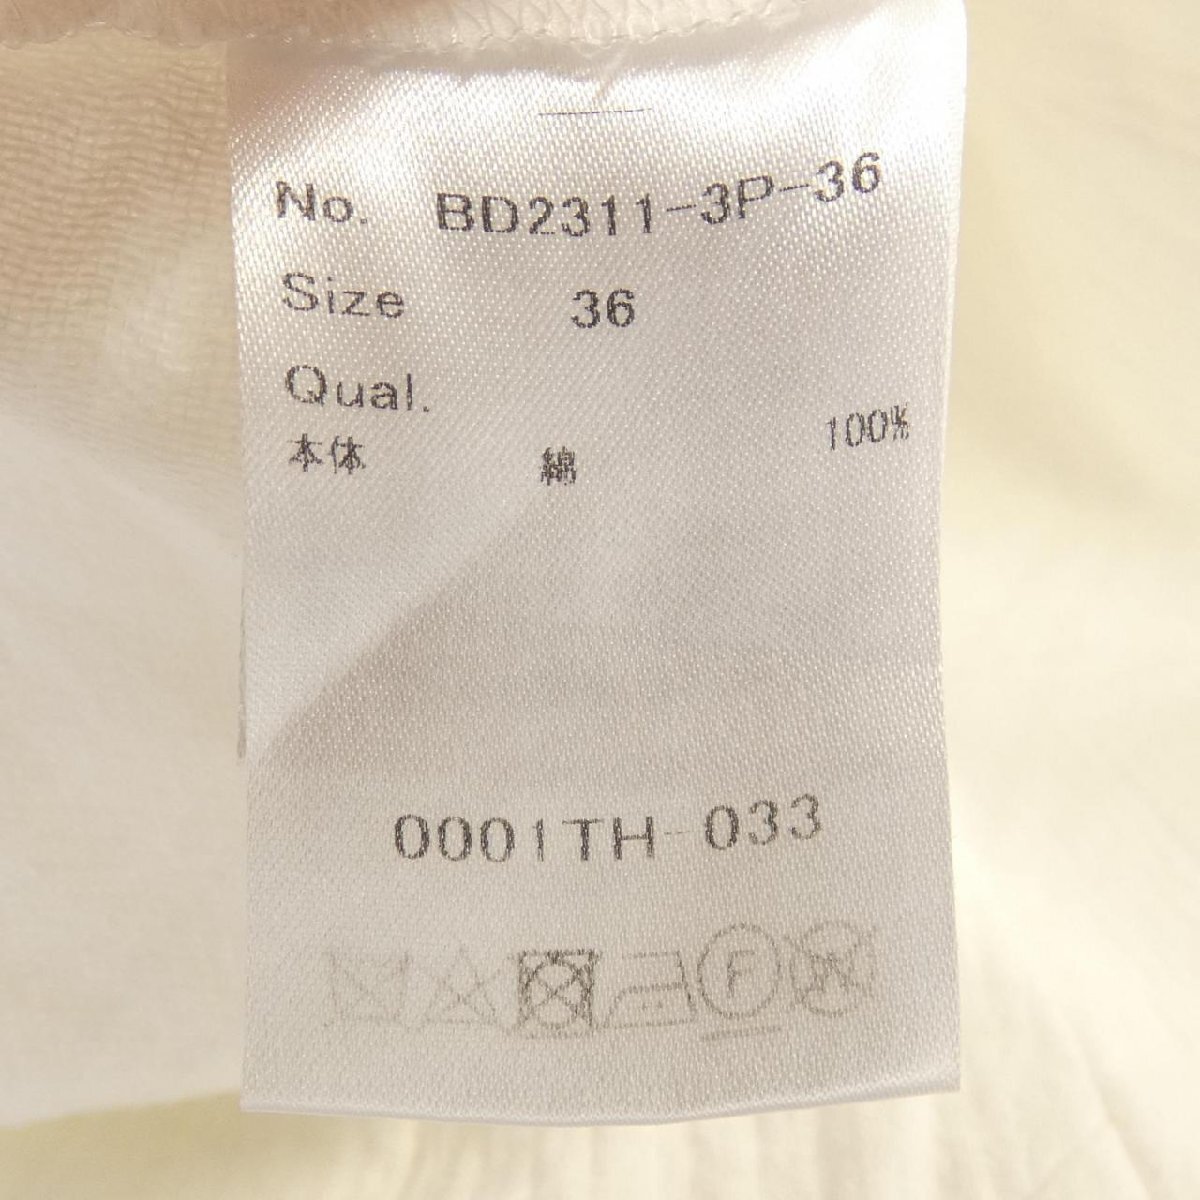 No. BD2311-3P-36
Size 36
Qual.
本体 綿 100%
0001TH-033
F
W